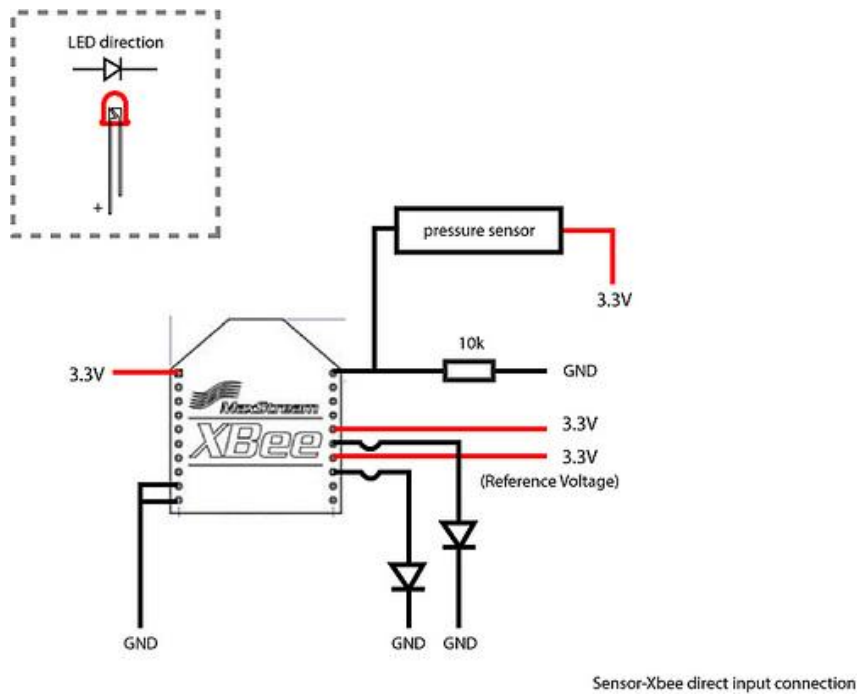 LED direction
+
pressure sensor
3.3V
10k
3.3V
GND
MaxStream
3.3V
XBee
3.3V
(Reference Voltage)
GND
GND
GND
Sensor-Xbee direct input connection